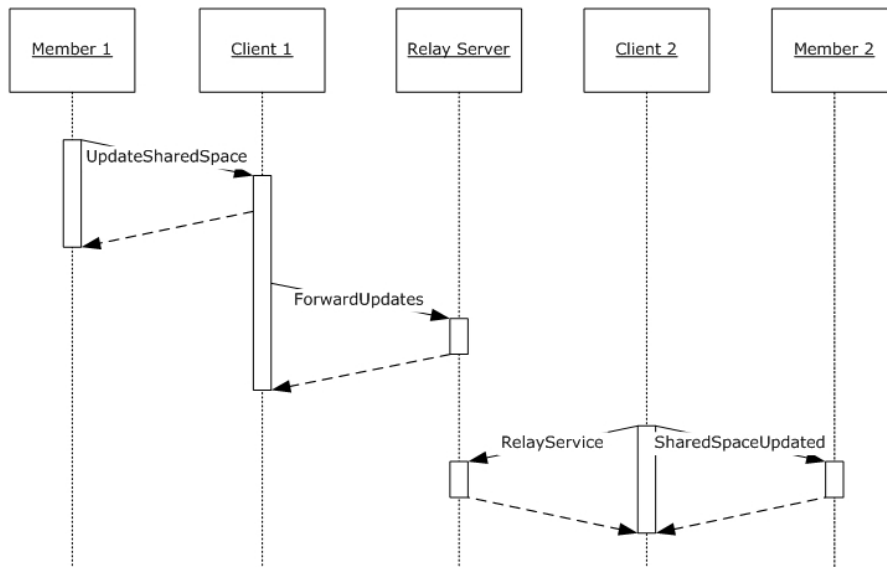 Member 1
Client 1
Relay Server
Client 2
Member 2
UpdateSharedSpace
ForwardUpdates
RelayService
SharedSpaceUpdated